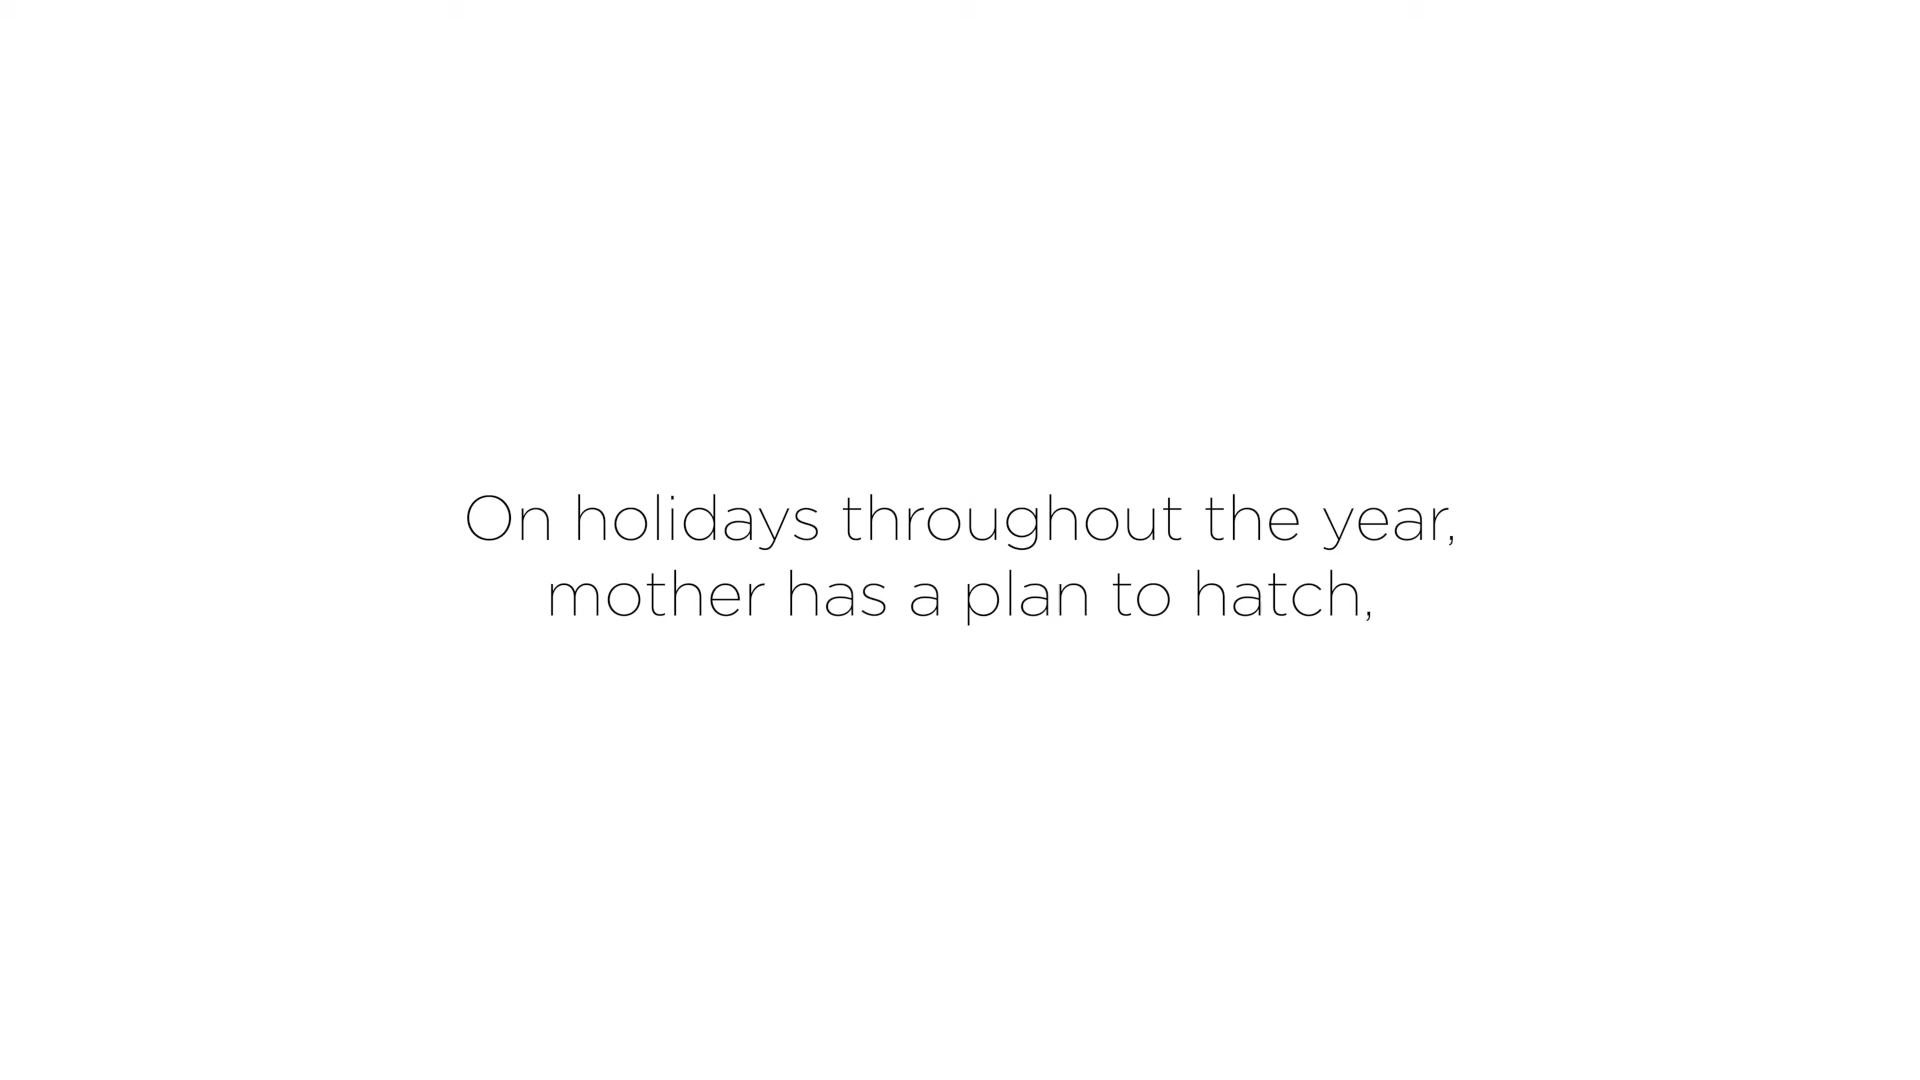 On holidays throughout the year,
mother has a plan to hatch,